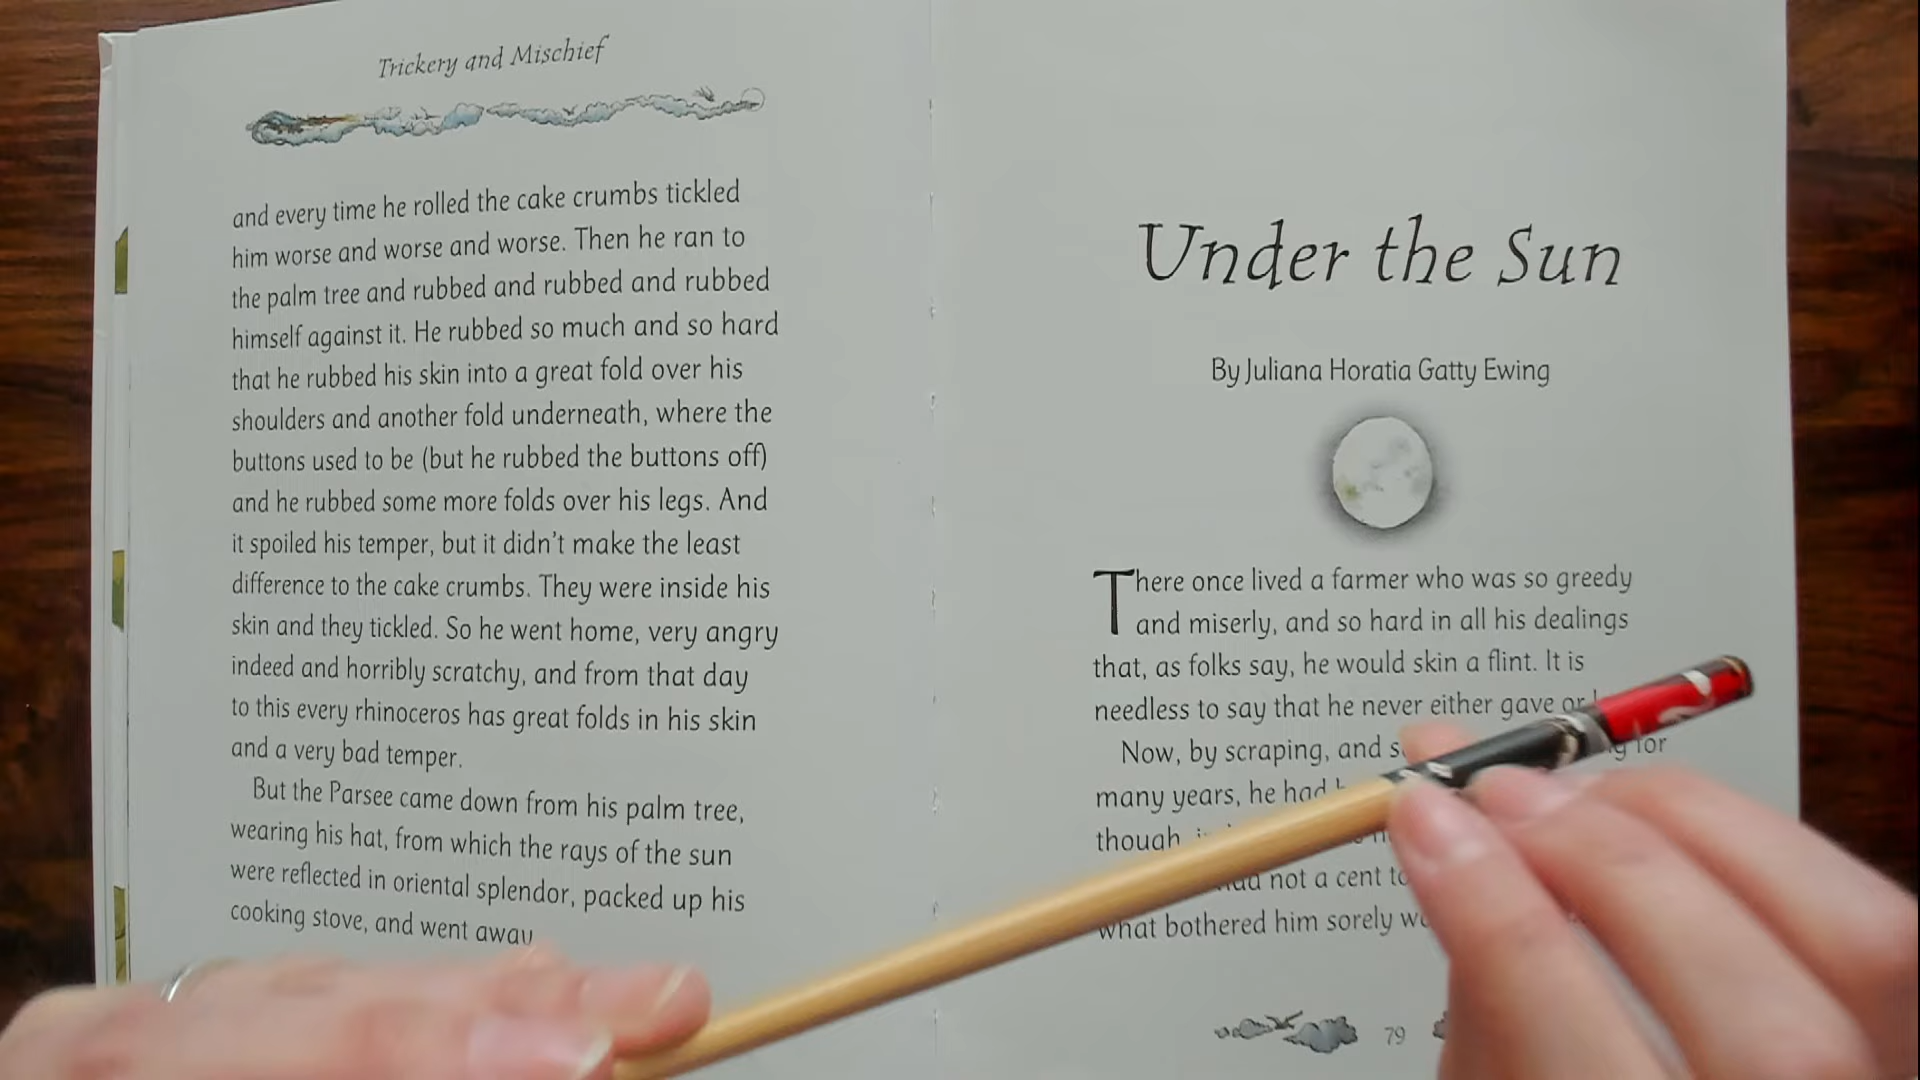 Trickery and Mischief
and every time he rolled the cake crumbs tickled
him worse and worse and worse. Then he ran to
the palm tree and rubbed and rubbed and rubbed
himself against it. He rubbed so much and so hard
that he rubbed his skin into a great fold over his
shoulders and another fold underneath, where the
buttons used to be (but he rubbed the buttons off)
and he rubbed some more folds over his legs. And
it spoiled his temper, but it didn't make the least
difference to the cake crumbs. They were inside his
skin and they tickled. So he went home, very angry
indeed and horribly scratchy, and from that day
to this every rhinoceros has great folds in his skin
and a very bad temper.
But the Parsee came down from his palm tree,
wearing his hat, from which the rays of the sun
were reflected in oriental splendor, packed up his
cooking stove, and went away
Under the Sun
By Juliana Horatia Gatty Ewing
There once lived a farmer who was so greedy
and miserly, and so hard in all his dealings
that, as folks say, he would skin a flint. It is
needless to say that he never either gave or
Now, by scraping, and for
many years, he had
though
had not a cent to
what bothered him sorely
79